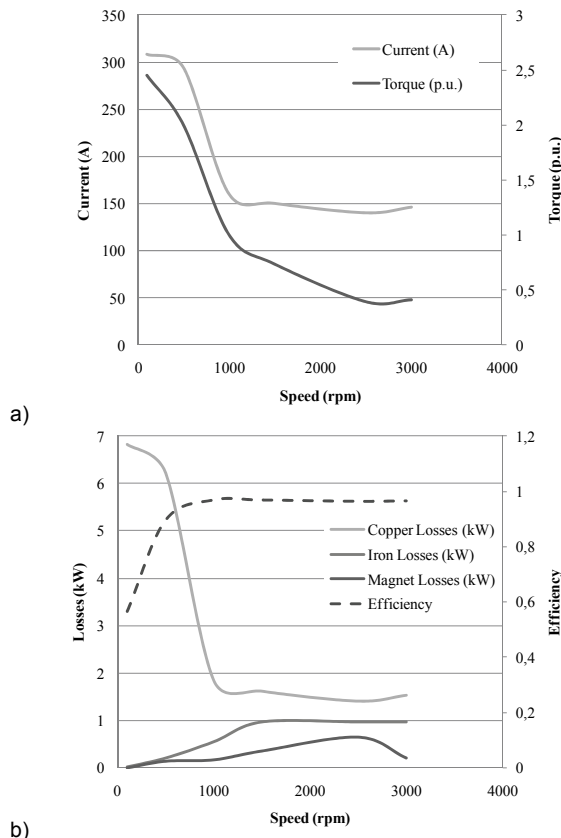 350
300
250
200
150
100
50
0
Current (A)
Current (A)
Torque (p.u.)
3
2,5
2
1,5
1
0,5
0
Torque (p.u.)
0 1000 2000 3000 4000
Speed (rpm)
a)
7
6
5
4
3
2
1
0
Losses (kW)
Copper Losses (kW)
Iron Losses (kW)
Magnet Losses (kW)
Efficiency
1,2
1
0,8
0,6
0,4
0,2
0
Efficiency
0 1000 2000 3000 4000
Speed (rpm)
b)